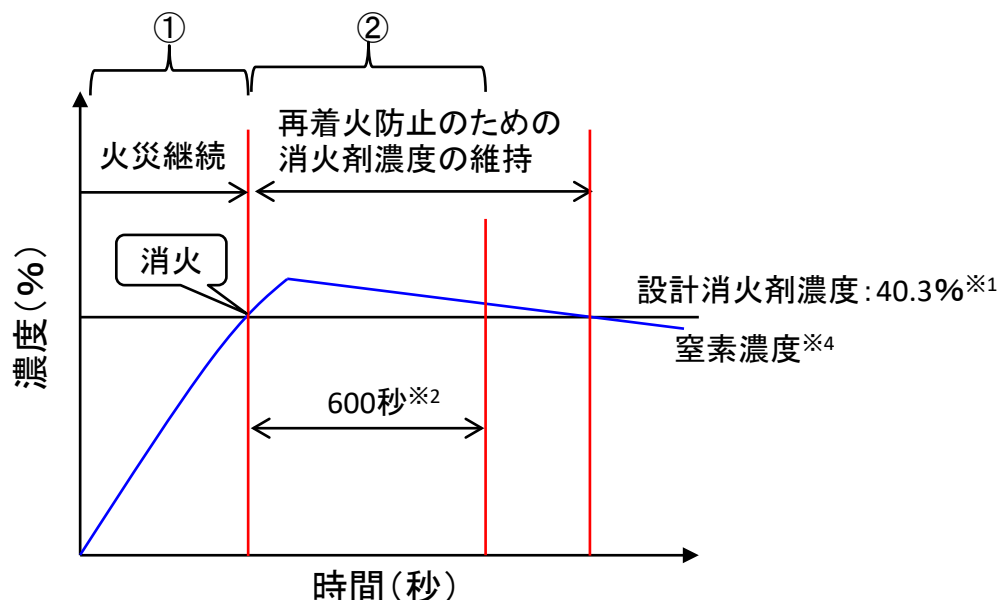 ① ②
火災継続
再着火防止のための
消火剤濃度の維持
消火
設計消火剤濃度:40.3%※1
窒素濃度※4
600秒※2
濃度(%)
時間(秒)